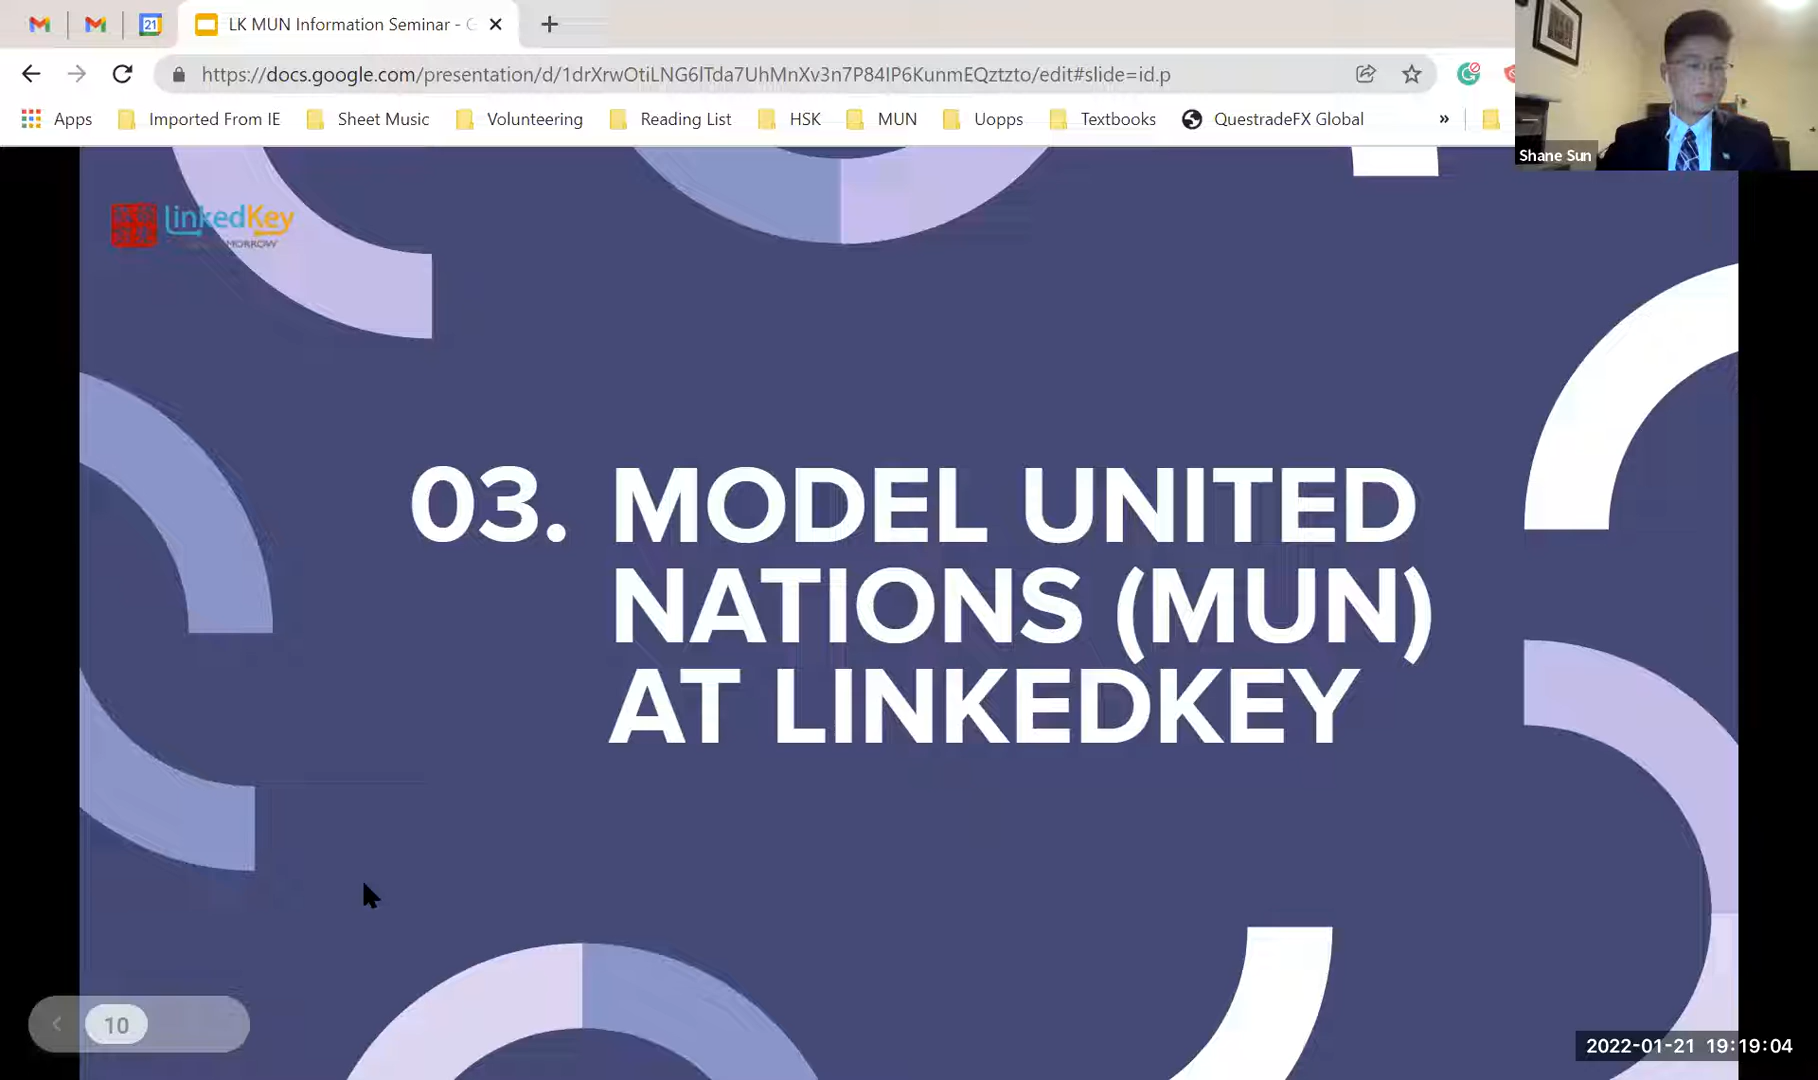 21
LK MUN Information Seminar - G
https://docs.google.com/presentation/d/1drXrwOtiLNG6lTda7UhMnXv3n7P84IP6KunmEQztzto/edit#slide=id.p
Apps
Imported From IE
Sheet Music
Volunteering
Reading List
HSK
MUN
Uopps
Textbooks
QuestradeFX Global
»
Shane Sun
LinkedKey
03. MODEL UNITED
NATIONS (MUN)
AT LINKEDKEY
10
2022-01-21 19:19:04